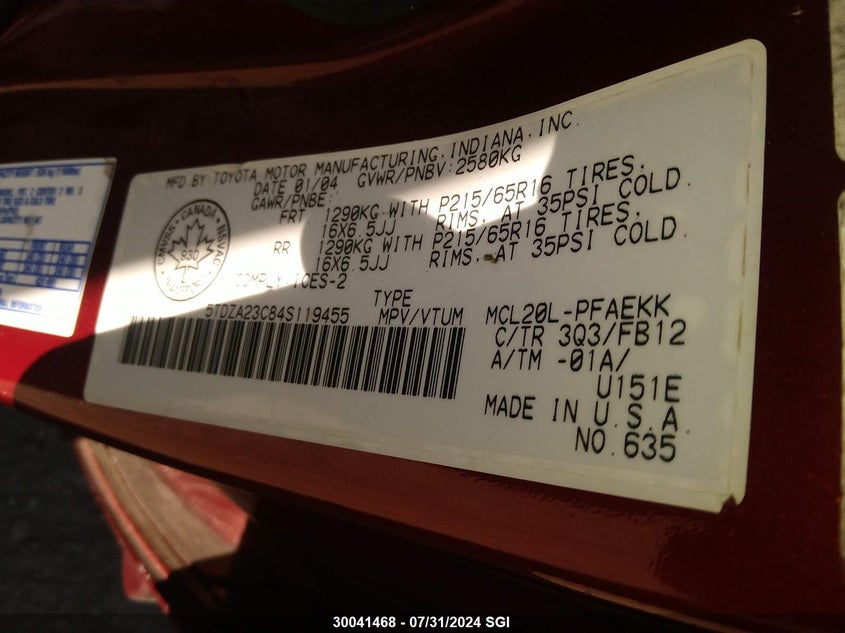 MFD BY: TOYOTA MOTOR MANUFACTURING, INDIANA, INC.
DATE 01/04 GVWR/PNBV: 2580KG
GAWR/PNBE:
FRT 1290KG WITH P215/65R16 TIRES,
16X6.5JJ RIMS, AT 35PSI COLD.
RR 1290KG WITH P215/65R16 TIRES,
16X6.5JJ RIMS, AT 35PSI COLD.
COMPLY ICES-2
CANADA
930
5TDZA23C84S119455
TYPE
MPV/VTUM
MCL20L-PFAEKK
C/TR 3Q3/FB12
A/TM -01A/
U151E
MADE IN U.S.A.
NO.635
30041468 - 07/31/2024 SGI